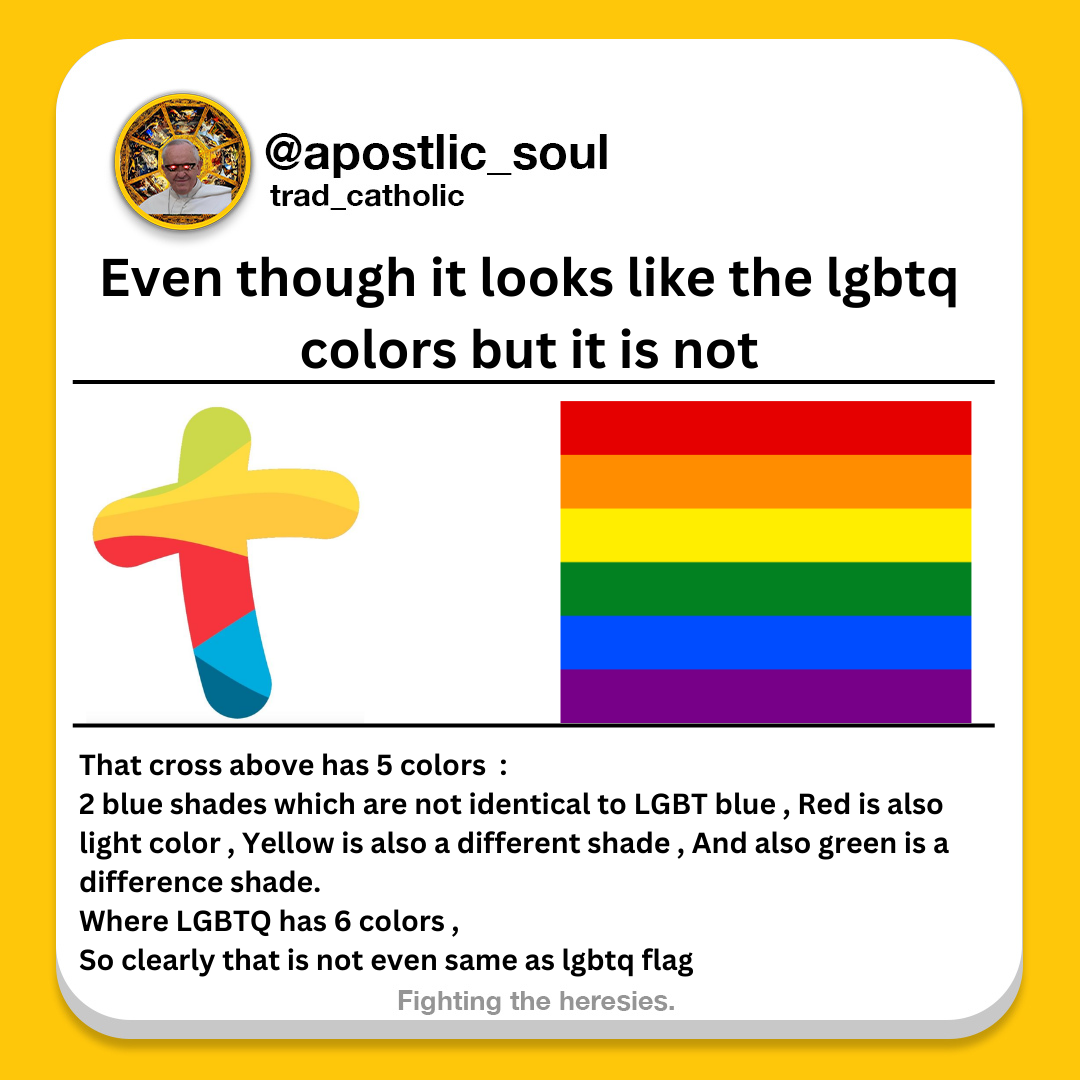 @apostlic_soul
trad_catholic
Even though it looks like the lgbtq
colors but it is not
That cross above has 5 colors  :
2 blue shades which are not identical to LGBT blue , Red is also
light color , Yellow is also a different shade , And also green is a
difference shade.
Where LGBTQ has 6 colors ,
So clearly that is not even same as lgbtq flag
Fighting the heresies.